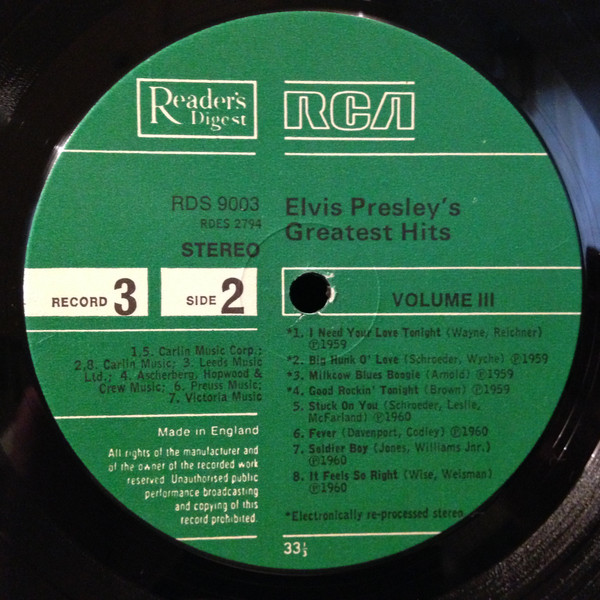 Reader's
Digest
RCA
RDS 9003
RDES 2794
STEREO
Elvis Presley's
Greatest Hits
RECORD 3
SIDE 2
VOLUME III
1,5. Carlin Music Corp.;
2,8. Carlin Music; 3. Leeds Music
Ltd.; 4. Ascherberg, Hopwood &
Crew Music; 6. Preuss Music;
7. Victoria Music
*1. I Need Your Love Tonight (Wayne, Reichner)
℗1959
*2. Big Hunk O' Love (Schroeder, Wyche) ℗1959
*3. Milkcow Blues Boogie (Arnold) ℗1959
*4. Good Rockin' Tonight (Brown) ℗1959
5. Stuck On You (Schroeder, Leslie,
McFarland) ℗1960
6. Fever (Davenport, Codley) ℗1960
7. Soldier Boy (Jones, Williams Jnr.)
℗1960
8. It Feels So Right (Wise, Weisman)
℗1960
*Electronically re-processed stereo
Made in England
All rights of the manufacturer and
of the owner of the recorded work
reserved. Unauthorised public
performance broadcasting
and copying of this
record prohibited.
33⅓